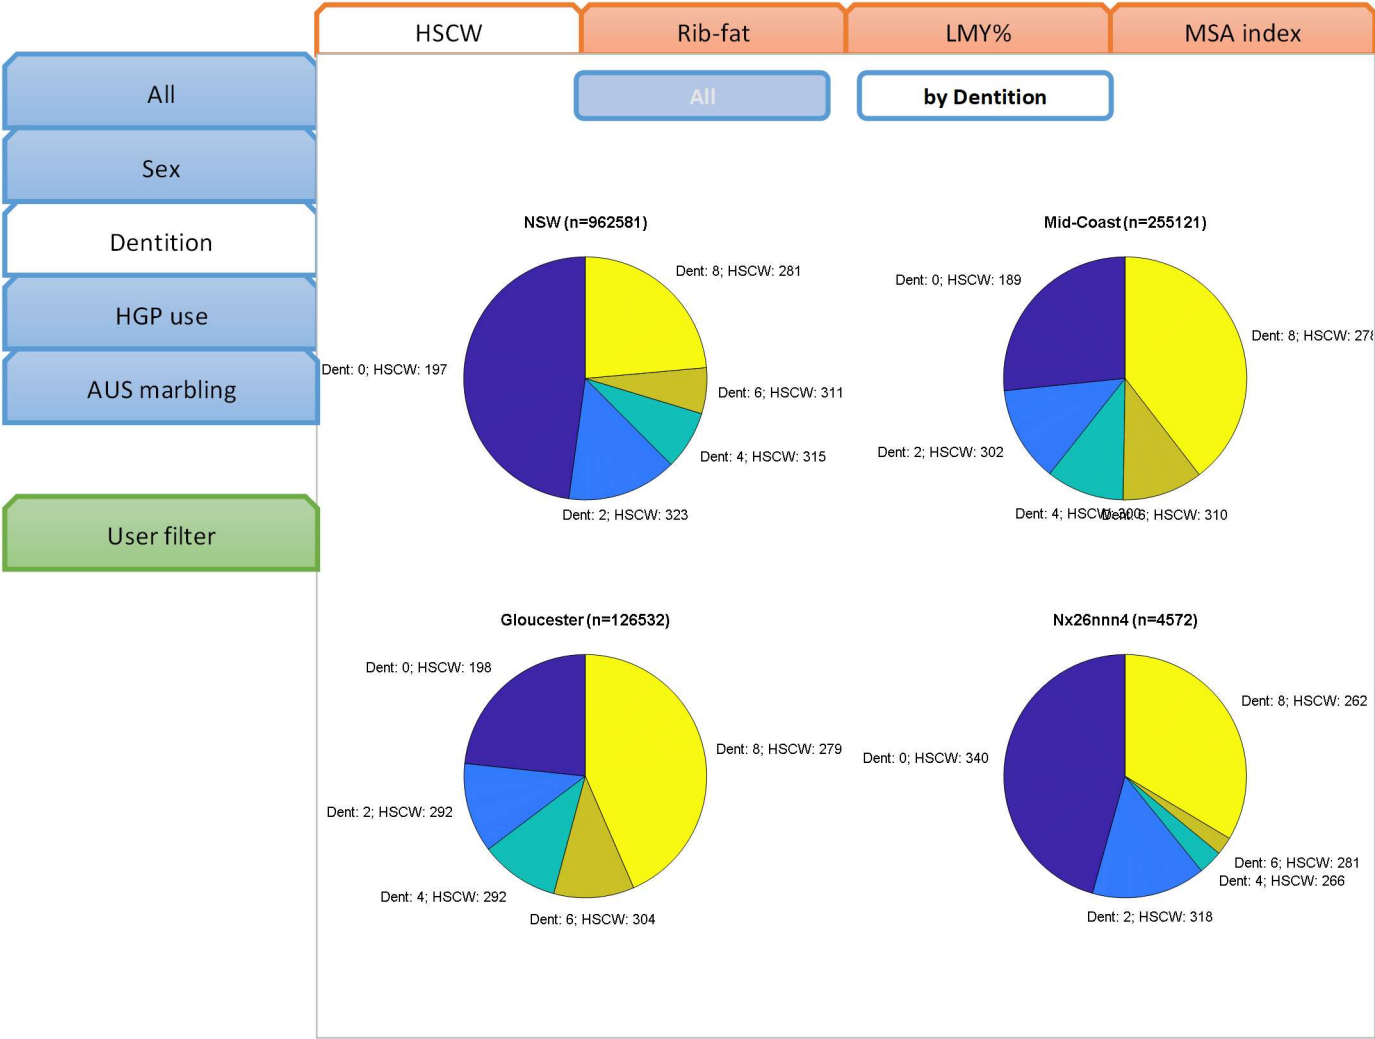 HSCW
Rib-fat
LMY%
MSA index
All
Sex
Dentition
HGP use
AUS marbling
User filter
All
by Dentition
NSW (n=962581)
Dent: 8; HSCW: 281
Dent: 6; HSCW: 311
Dent: 4; HSCW: 315
Dent: 2; HSCW: 323
Dent: 0; HSCW: 197
Mid-Coast (n=255121)
Dent: 0; HSCW: 189
Dent: 8; HSCW: 278
Dent: 2; HSCW: 302
Dent: 4; HSCW: 300
Dent: 6; HSCW: 310
Gloucester (n=126532)
Dent: 0; HSCW: 198
Dent: 8; HSCW: 279
Dent: 2; HSCW: 292
Dent: 4; HSCW: 292
Dent: 6; HSCW: 304
Nx26nnn4 (n=4572)
Dent: 8; HSCW: 262
Dent: 0; HSCW: 340
Dent: 6; HSCW: 281
Dent: 4; HSCW: 266
Dent: 2; HSCW: 318